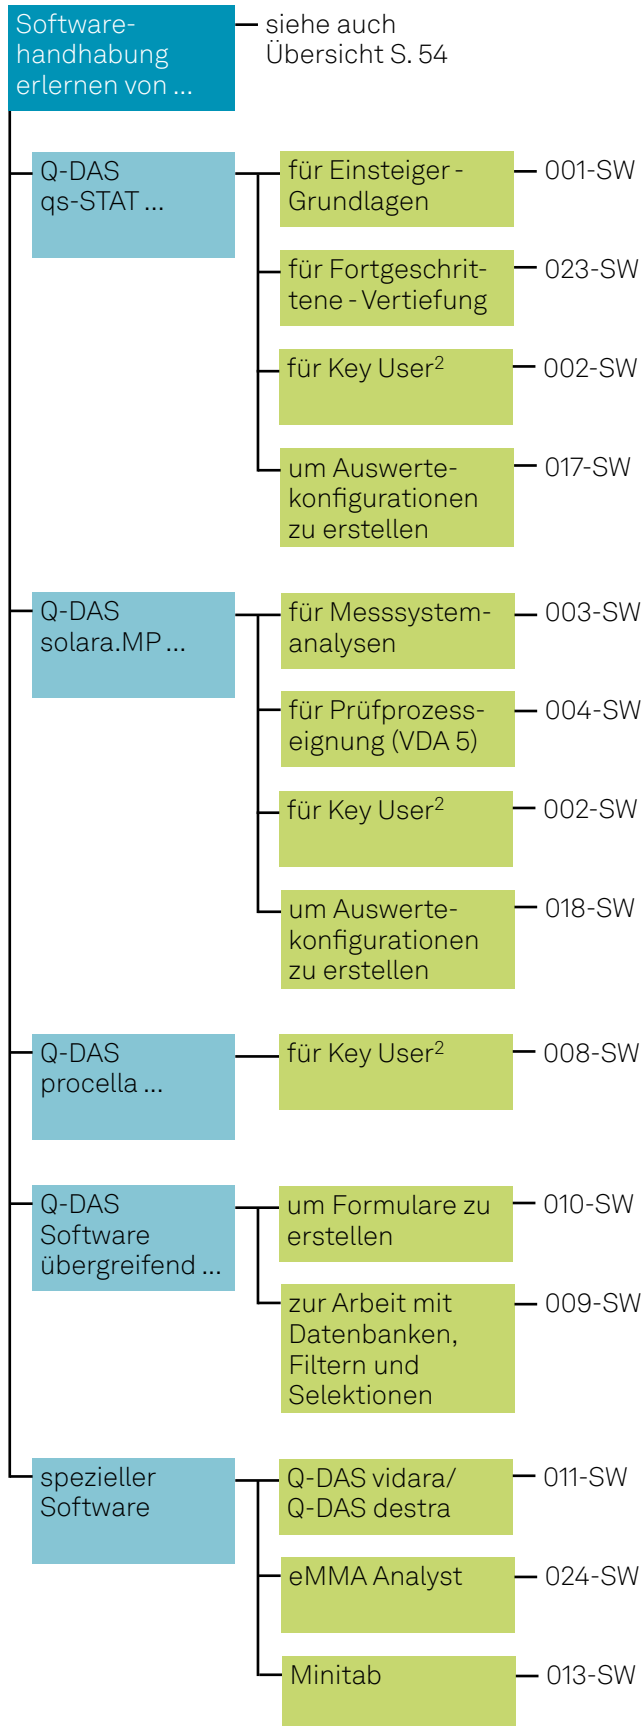 Software-
handhabung
erlernen von ...
siehe auch
Übersicht S. 54
Q-DAS
qs-STAT ...
für Einsteiger -
Grundlagen
001-SW
für Fortgeschrit-
tene - Vertiefung
023-SW
für Key User²
002-SW
um Auswerte-
konfigurationen
zu erstellen
017-SW
Q-DAS
solara.MP ...
für Messsystem-
analysen
003-SW
für Prüfprozess-
eignung (VDA 5)
004-SW
für Key User²
002-SW
um Auswerte-
konfigurationen
zu erstellen
018-SW
Q-DAS
procella ...
für Key User²
008-SW
Q-DAS
Software
übergreifend ...
um Formulare zu
erstellen
010-SW
zur Arbeit mit
Datenbanken,
Filtern und
Selektionen
009-SW
spezieller
Software
Q-DAS vidara/
Q-DAS destra
011-SW
eMMA Analyst
024-SW
Minitab
013-SW